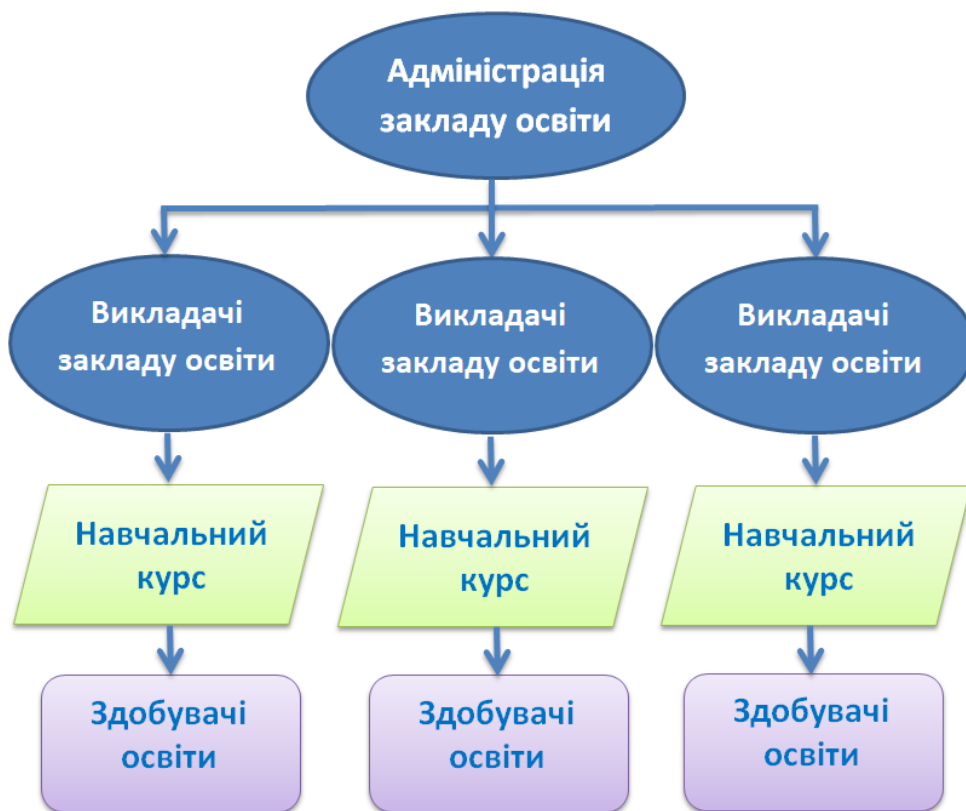 Адміністрація
закладу освіти
Викладачі
закладу освіти
Викладачі
закладу освіти
Викладачі
закладу освіти
Навчальний
курс
Навчальний
курс
Навчальний
курс
Здобувачі
освіти
Здобувачі
освіти
Здобувачі
освіти